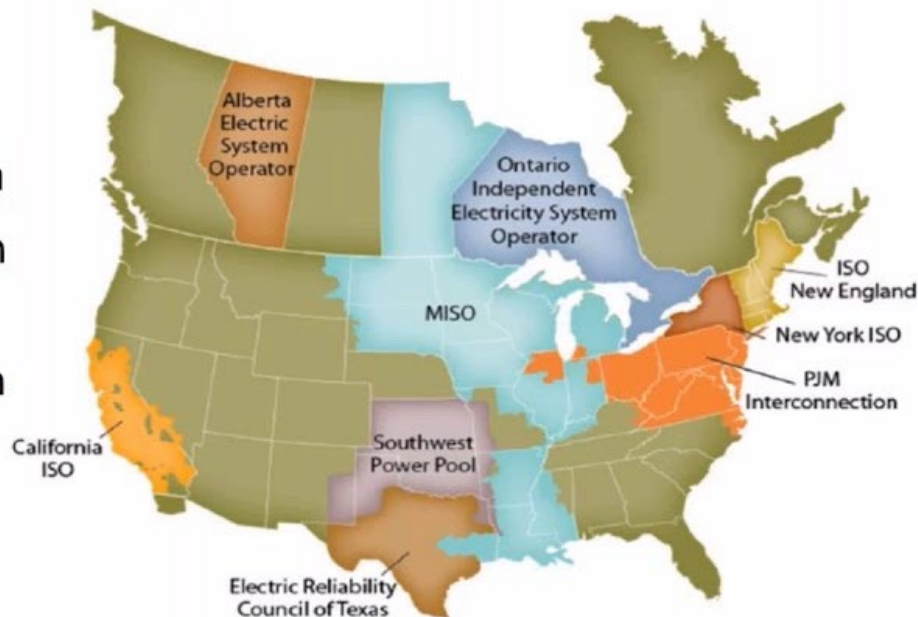 Alberta
Electric
System
Operator
Ontario
Independent
Electricity System
Operator
MISO
ISO
New England
New York ISO
PJM
Interconnection
California
ISO
Southwest
Power Pool
Electric Reliability
Council of Texas